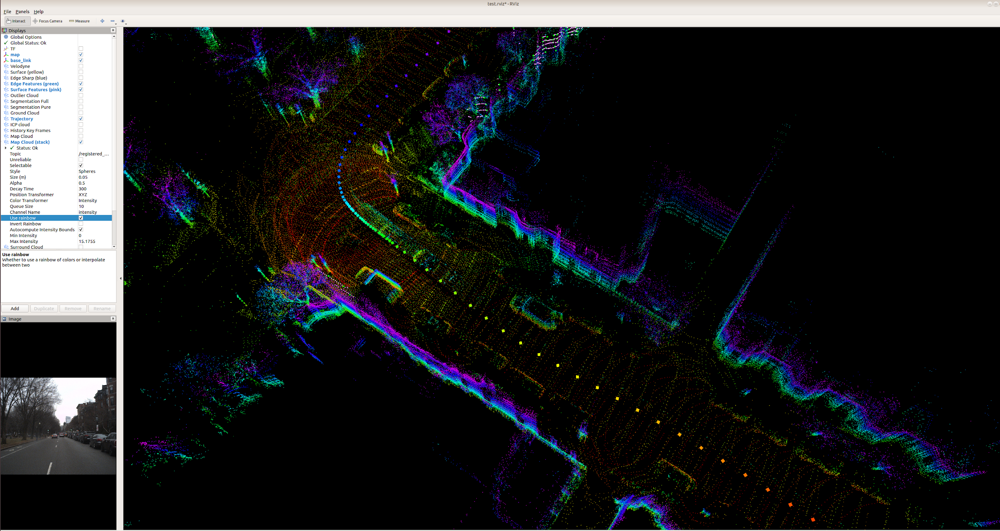 test.rviz* - RViz
File Panels Help
Interact Focus Camera Measure
Displays
Global Options
Global Status: Ok
TF
map
base_link
Velodyne
Surface (yellow)
Edge Sharp (blue)
Edge Features (green)
Surface Features (pink)
Outlier Cloud
Segmentation Full
Segmentation Pure
Ground Cloud
Trajectory
ICP cloud
History Key Frames
Map Cloud
Map Cloud (stack)
Status: Ok
Topic /registered_...
Unreliable
Selectable
Style Spheres
Size (m) 0.05
Alpha 0.5
Decay Time 300
Position Transformer XYZ
Color Transformer Intensity
Queue Size 10
Channel Name intensity
Use rainbow
Invert Rainbow
Autocompute Intensity Bounds
Min Intensity 0
Max Intensity 15.1755
Surround Cloud
Use rainbow
Whether to use a rainbow of colors or interpolate
between two
Add Duplicate Remove Rename
Image